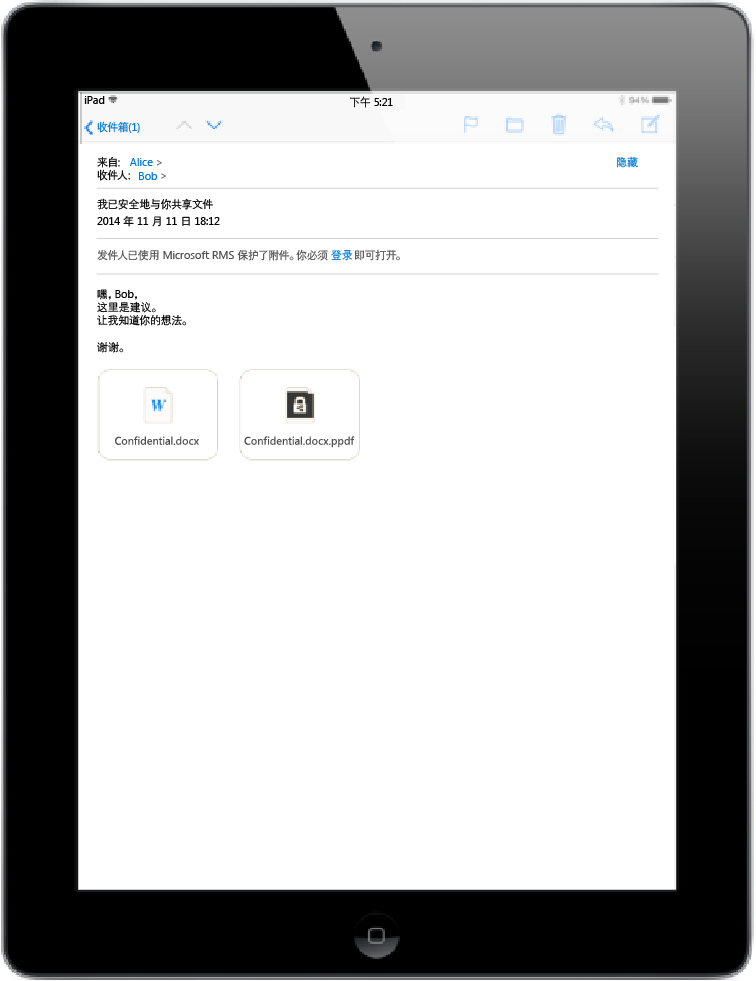 iPad 下午 5:21 94%
收件箱(1)
来自: Alice > 隐藏
收件人: Bob >
我已安全地与你共享文件
2014 年 11 月 11 日 18:12
发件人已使用 Microsoft RMS 保护了附件。你必须 登录 即可打开。
嘿, Bob,
这里是建议。
让我知道你的想法。
谢谢。
W
Confidential.docx Confidential.docx.ppdf